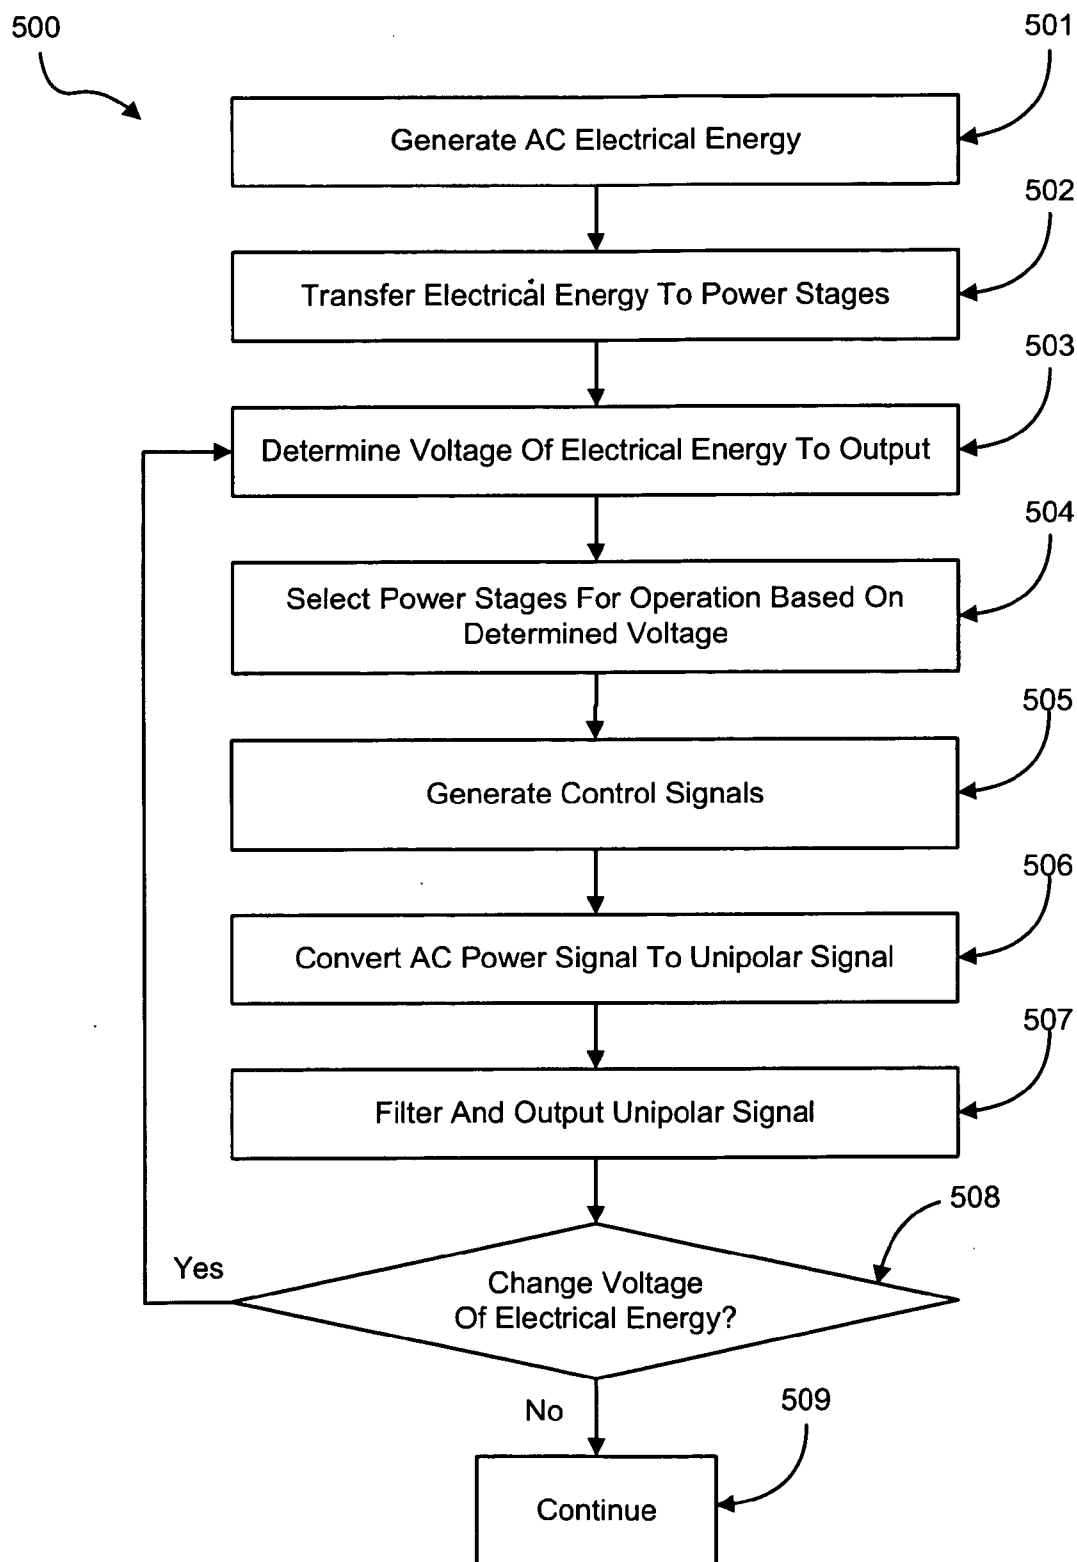 500
501
Generate AC Electrical Energy
502
Transfer Electrical Energy To Power Stages
503
Determine Voltage Of Electrical Energy To Output
504
Select Power Stages For Operation Based On
Determined Voltage
505
Generate Control Signals
506
Convert AC Power Signal To Unipolar Signal
507
Filter And Output Unipolar Signal
508
Yes
Change Voltage
Of Electrical Energy?
No
509
Continue